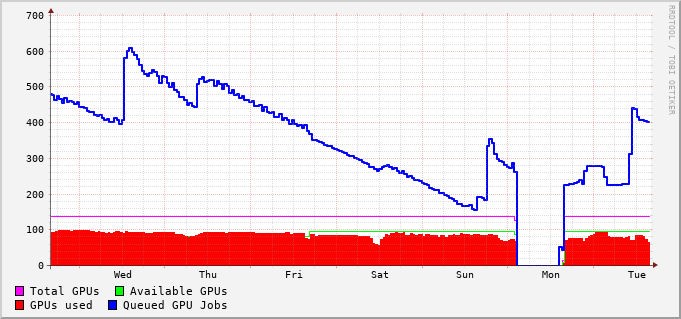 700
600
500
400
300
200
100
0
Wed Thu Fri Sat Sun Mon Tue
Total GPUs Available GPUs
GPUs used Queued GPU Jobs
RRDTOOL / TOBI OETIKER